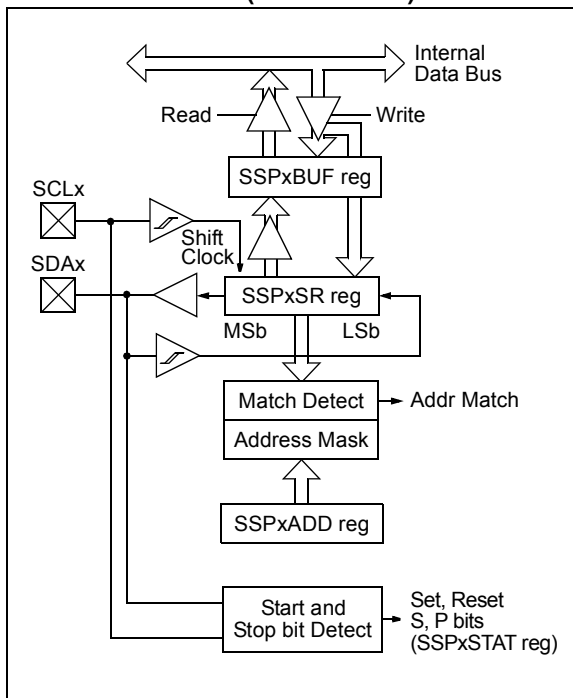 Internal
Data Bus
Read
Write
SSPxBUF reg
SCLx
Shift
Clock
SDAx
SSPxSR reg
MSb
LSb
Match Detect
Addr Match
Address Mask
SSPxADD reg
Start and
Stop bit Detect
Set, Reset
S, P bits
(SSPxSTAT reg)